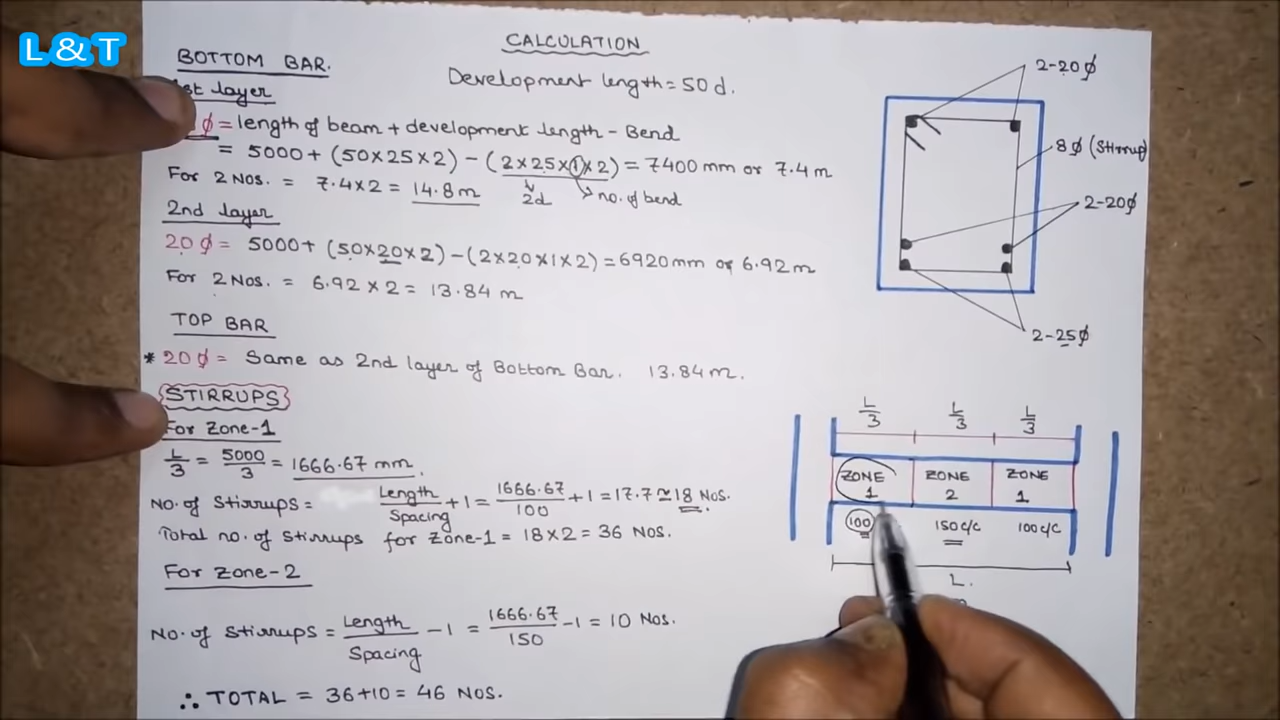 L&T
CALCULATION
BOTTOM BAR.
Development length = 50 d.
1st layer
ϕ = length of beam + development length - Bend
= 5000 + (50×25×2) - (2×25×1×2) = 7400 mm or 7.4 m
2d
no. of bend
For 2 Nos. = 7.4×2 = 14.8 m
2nd layer
20 ϕ = 5000 + (50×20×2) - (2×20×1×2) = 6920 mm or 6.92 m
For 2 Nos. = 6.92 × 2 = 13.84 m
TOP BAR
* 20 ϕ = Same as 2nd layer of Bottom Bar. 13.84 m.
STIRRUPS
For Zone-1
L/3 = 5000/3 = 1666.67 mm.
No. of Stirrups = Length/Spacing + 1 = 1666.67/100 + 1 = 17.7 ≃ 18 Nos.
Total no. of Stirrups for Zone-1 = 18×2 = 36 Nos.
For Zone-2
No. of Stirrups = Length/Spacing - 1 = 1666.67/150 - 1 = 10 Nos.
∴ TOTAL = 36+10 = 46 NOS.
2-20ϕ
8ϕ (Stirrup)
2-20ϕ
2-25ϕ
L/3 L/3 L/3
ZONE 1
ZONE 2
ZONE 1
100
150 C/C
100 C/C
L.